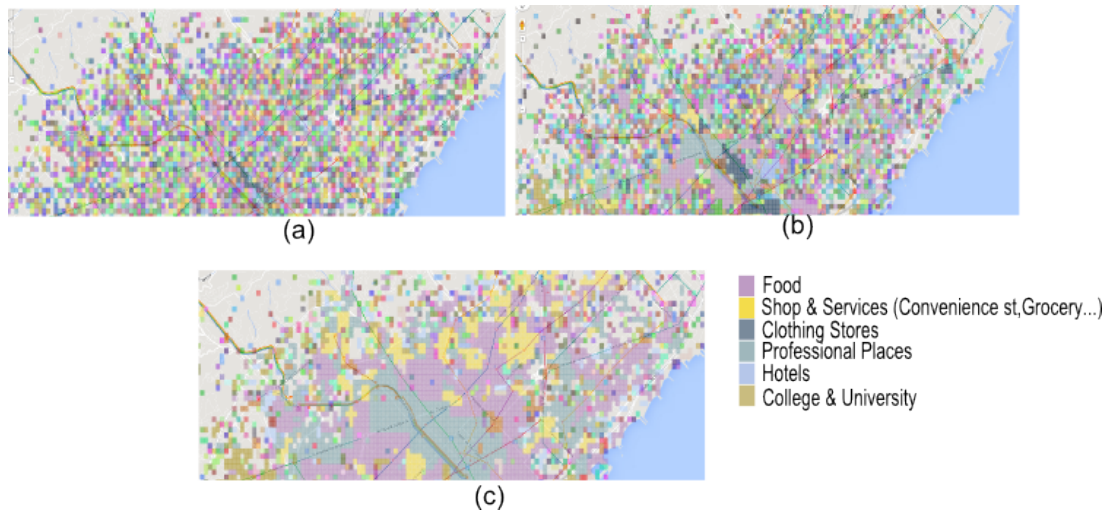 (a)
(b)
(c)
Food
Shop & Services (Convenience st,Grocery...)
Clothing Stores
Professional Places
Hotels
College & University